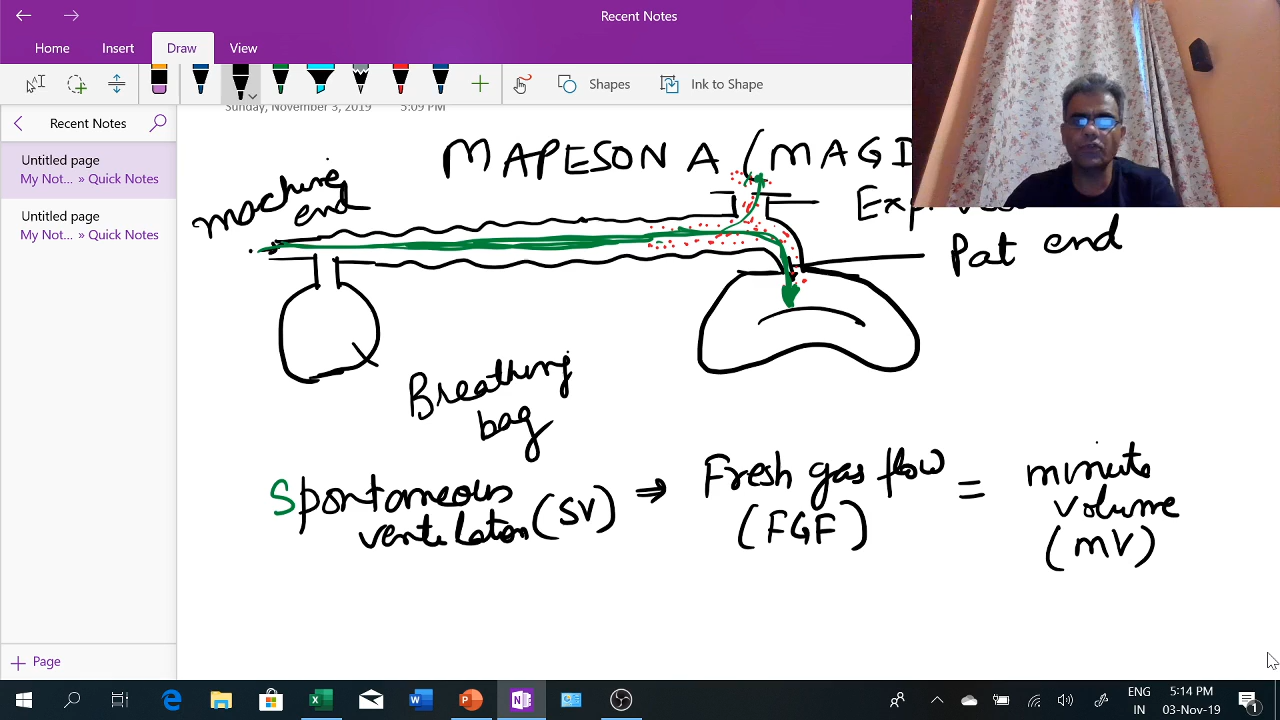 Recent Notes
Home Insert Draw View
Shapes Ink to Shape
Sunday, November 3, 2019 5:09 PM
Recent Notes
Untitled page
My Not... » Quick Notes
Untitled page
My Not... » Quick Notes
MAPESON A (MAGI
machine
end
Pat end
Breathing
bag
Spontaneous
ventilation (SV) ⇒ Fresh gas flow
(FGF) = minute
volume
(mV)
+ Page
ENG
IN
5:14 PM
03-Nov-19
1